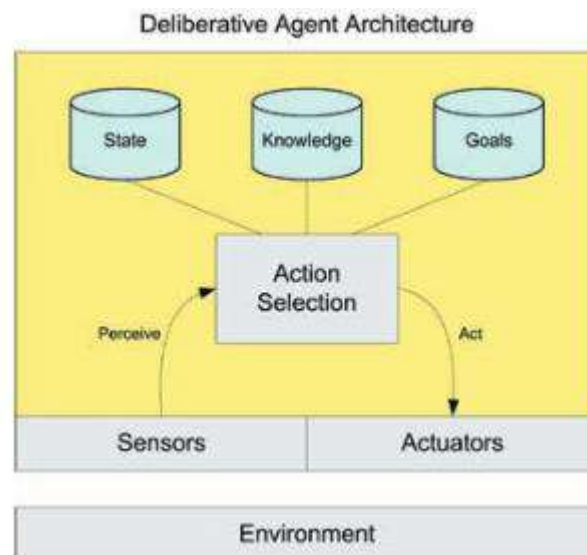 Deliberative Agent Architecture
State
Knowledge
Goals
Action
Selection
Perceive
Act
Sensors
Actuators
Environment